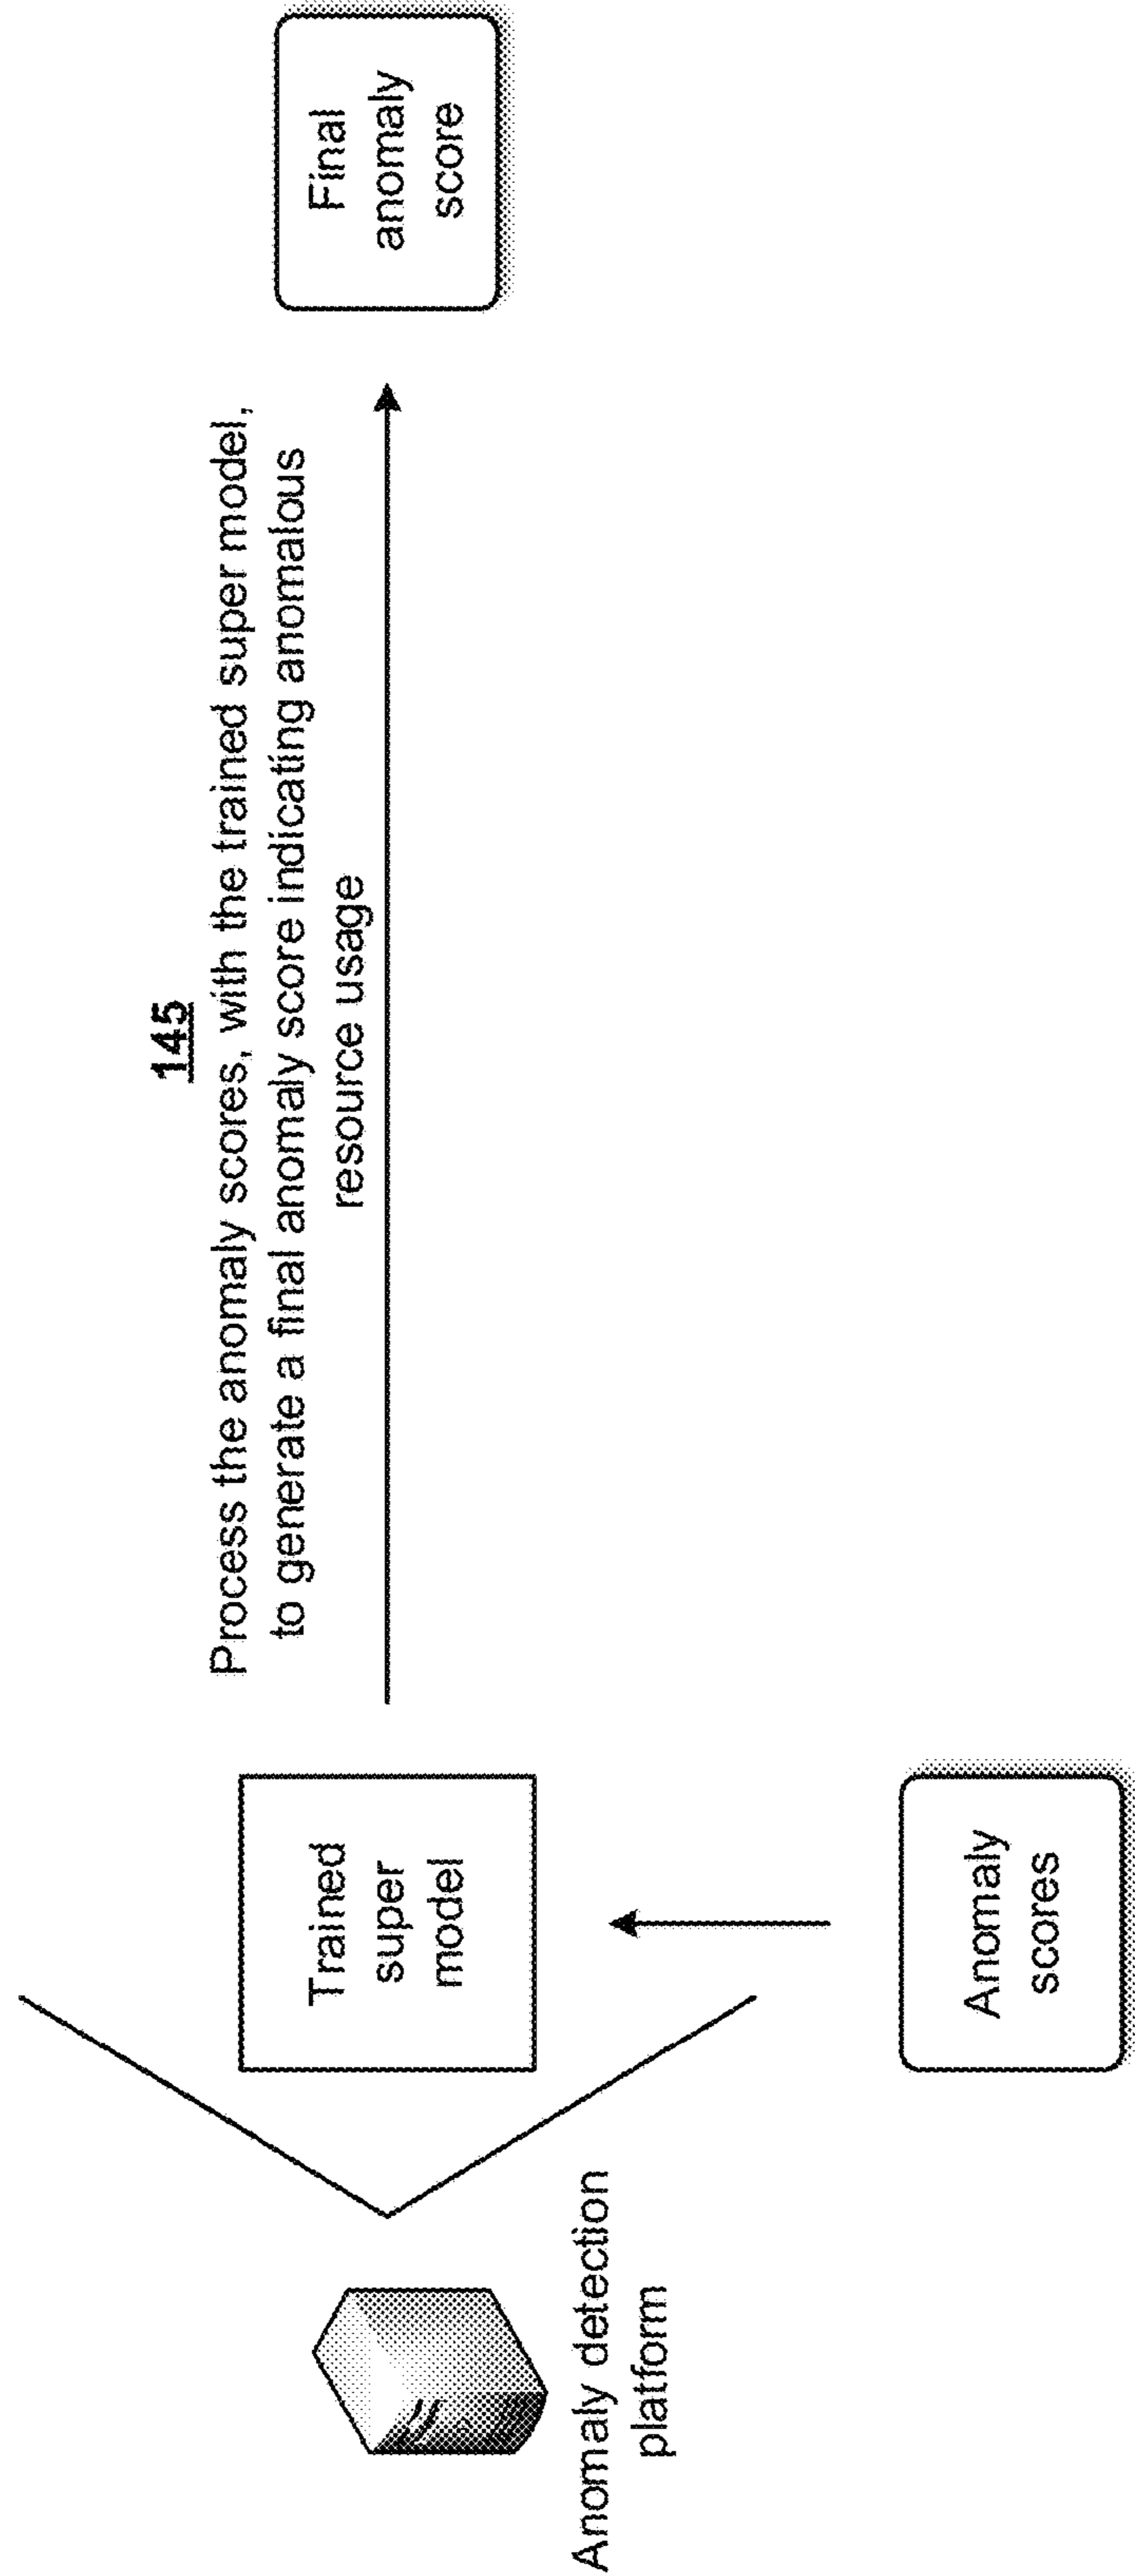 145
Process the anomaly scores, with the trained super model,
to generate a final anomaly score indicating anomalous
resource usage
Anomaly detection
platform
Trained
super
model
Final
anomaly
score
Anomaly
scores